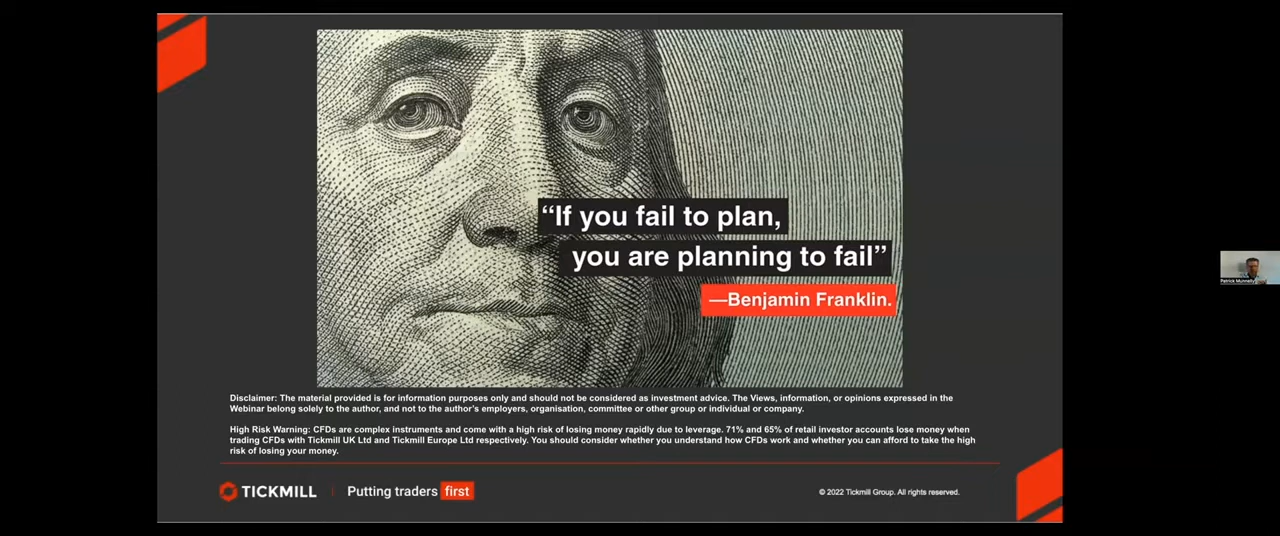 “If you fail to plan,
you are planning to fail”
—Benjamin Franklin.
Disclaimer: The material provided is for information purposes only and should not be considered as investment advice. The Views, information, or opinions expressed in the
Webinar belong solely to the author, and not to the author's employers, organisation, committee or other group or individual or company.
High Risk Warning: CFDs are complex instruments and come with a high risk of losing money rapidly due to leverage. 71% and 65% of retail investor accounts lose money when
trading CFDs with Tickmill UK Ltd and Tickmill Europe Ltd respectively. You should consider whether you understand how CFDs work and whether you can afford to take the high
risk of losing your money.
TICKMILL
Putting traders first
© 2022 Tickmill Group. All rights reserved.
Patrick Munnelly